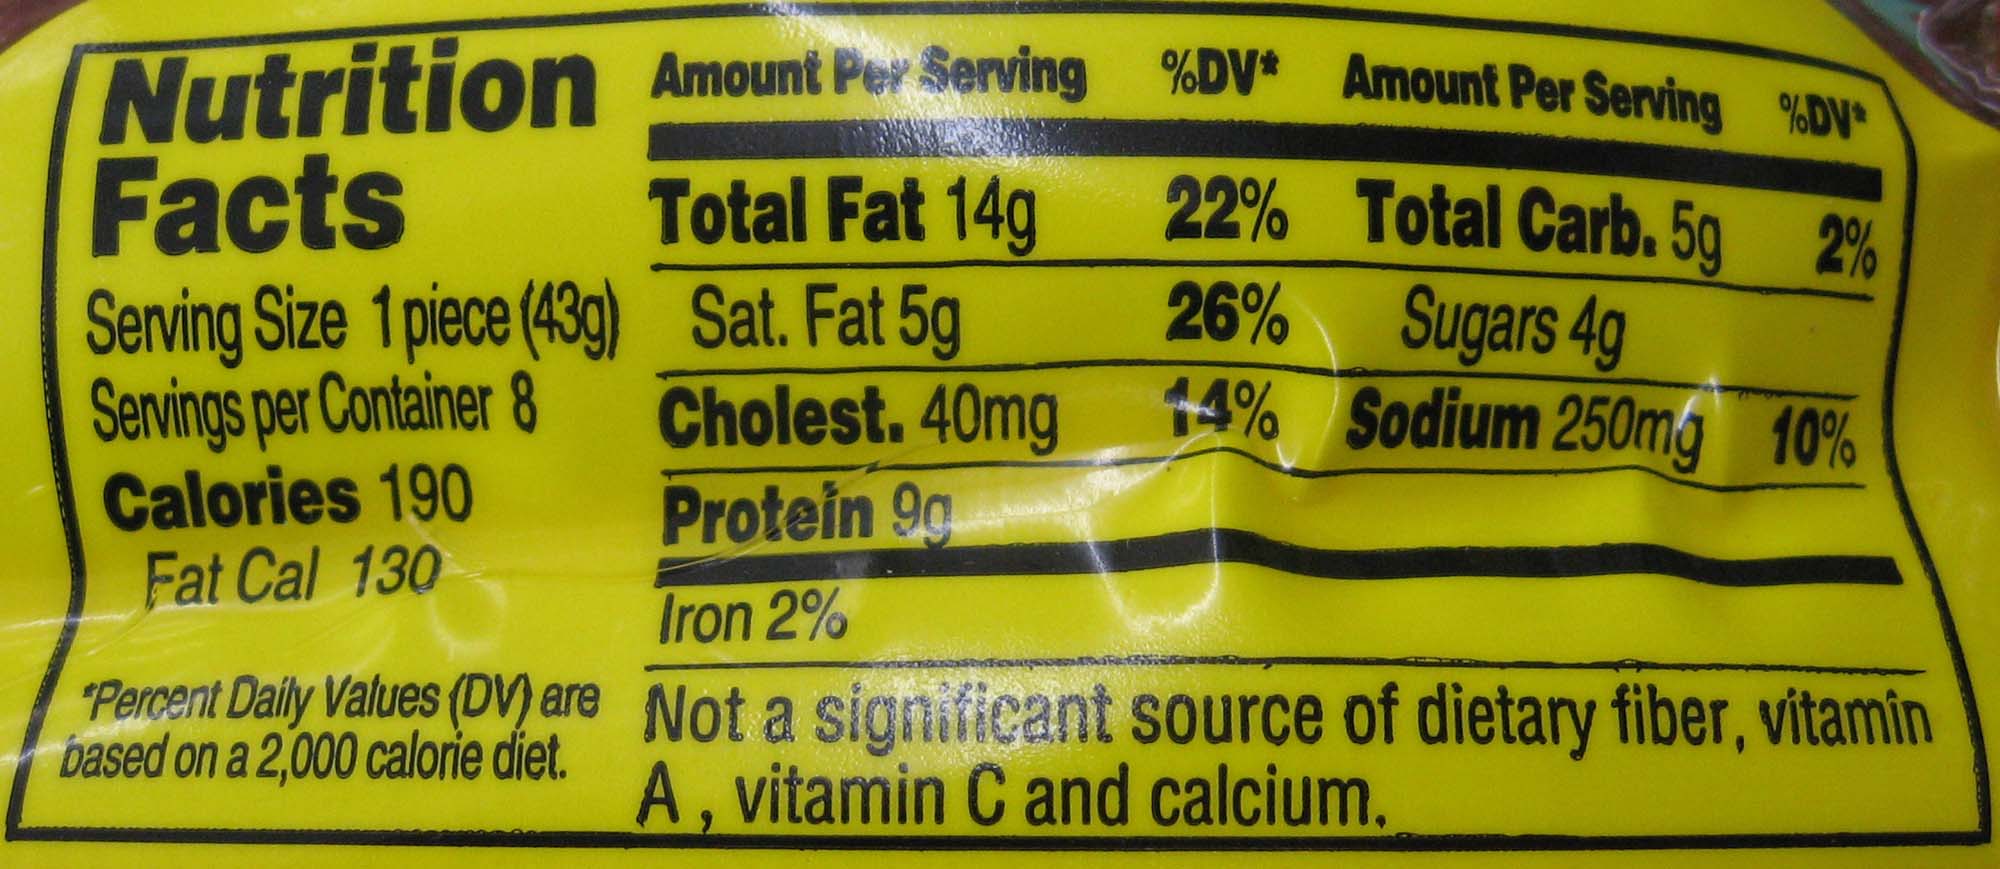 Nutrition
Facts
Serving Size 1 piece (43g)
Servings per Container 8
Calories 190
Fat Cal 130
*Percent Daily Values (DV) are
based on a 2,000 calorie diet.
Amount Per Serving %DV* Amount Per Serving %DV*
Total Fat 14g 22% Total Carb. 5g 2%
Sat. Fat 5g 26% Sugars 4g
Cholest. 40mg 14% Sodium 250mg 10%
Protein 9g
Iron 2%
Not a significant source of dietary fiber, vitamin
A, vitamin C and calcium.